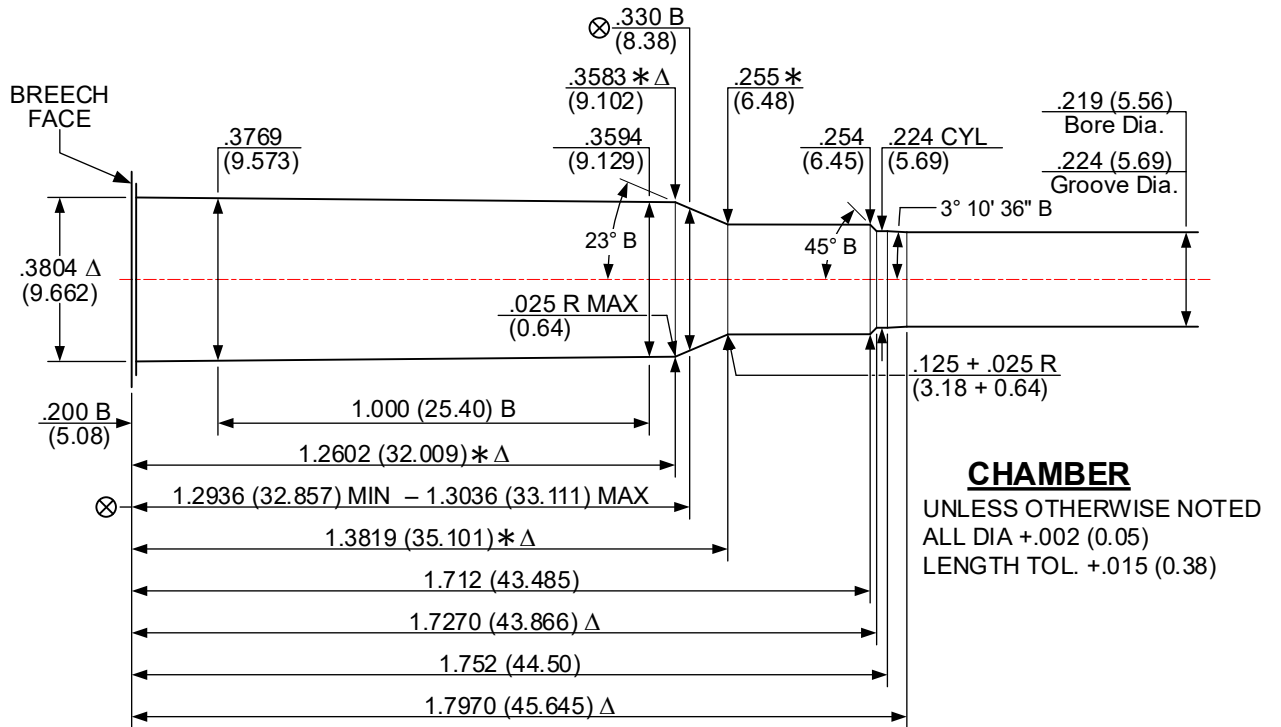 ⊗ .330 B
(8.38)
.3583 * Δ
(9.102)
.255 *
(6.48)
BREECH
FACE
.3769
(9.573)
.3594
(9.129)
.254
(6.45)
.224 CYL
(5.69)
.219 (5.56)
Bore Dia.
.224 (5.69)
Groove Dia.
3° 10' 36" B
23° B
45° B
.3804 Δ
(9.662)
.025 R MAX
(0.64)
.125 + .025 R
(3.18 + 0.64)
.200 B
(5.08)
1.000 (25.40) B
1.2602 (32.009) * Δ
⊗ 1.2936 (32.857) MIN – 1.3036 (33.111) MAX
1.3819 (35.101) * Δ
1.712 (43.485)
1.7270 (43.866) Δ
1.752 (44.50)
1.7970 (45.645) Δ
CHAMBER
UNLESS OTHERWISE NOTED
ALL DIA +.002 (0.05)
LENGTH TOL. +.015 (0.38)